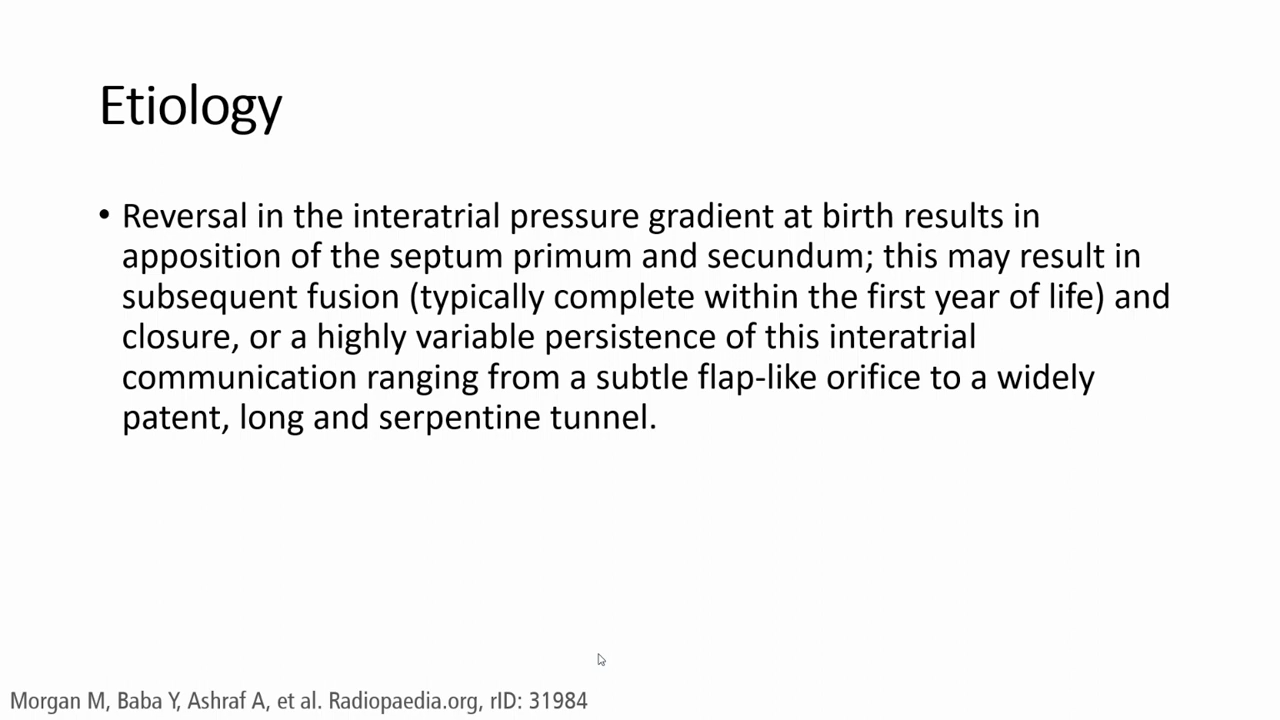 Etiology
• Reversal in the interatrial pressure gradient at birth results in
apposition of the septum primum and secundum; this may result in
subsequent fusion (typically complete within the first year of life) and
closure, or a highly variable persistence of this interatrial
communication ranging from a subtle flap-like orifice to a widely
patent, long and serpentine tunnel.
Morgan M, Baba Y, Ashraf A, et al. Radiopaedia.org, rID: 31984